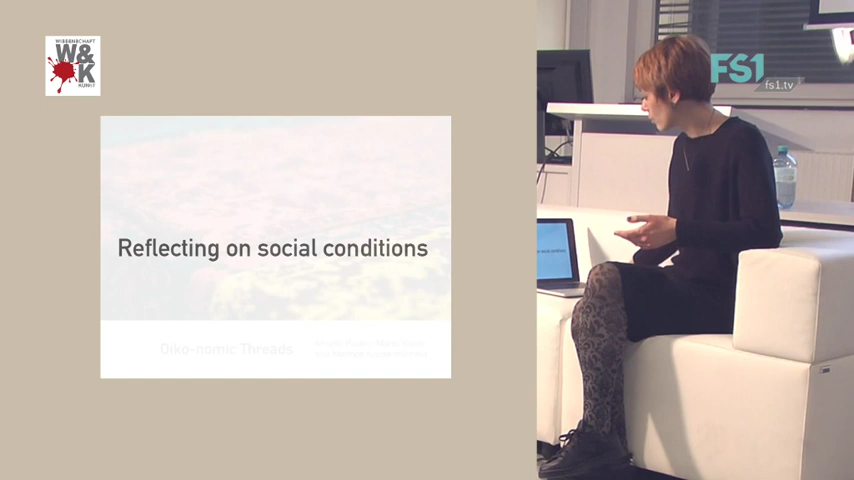 WISSENSCHAFT
W&
K
KUNST
FS1
fs1.tv
Reflecting on social conditions
Oiko-nomic Threads